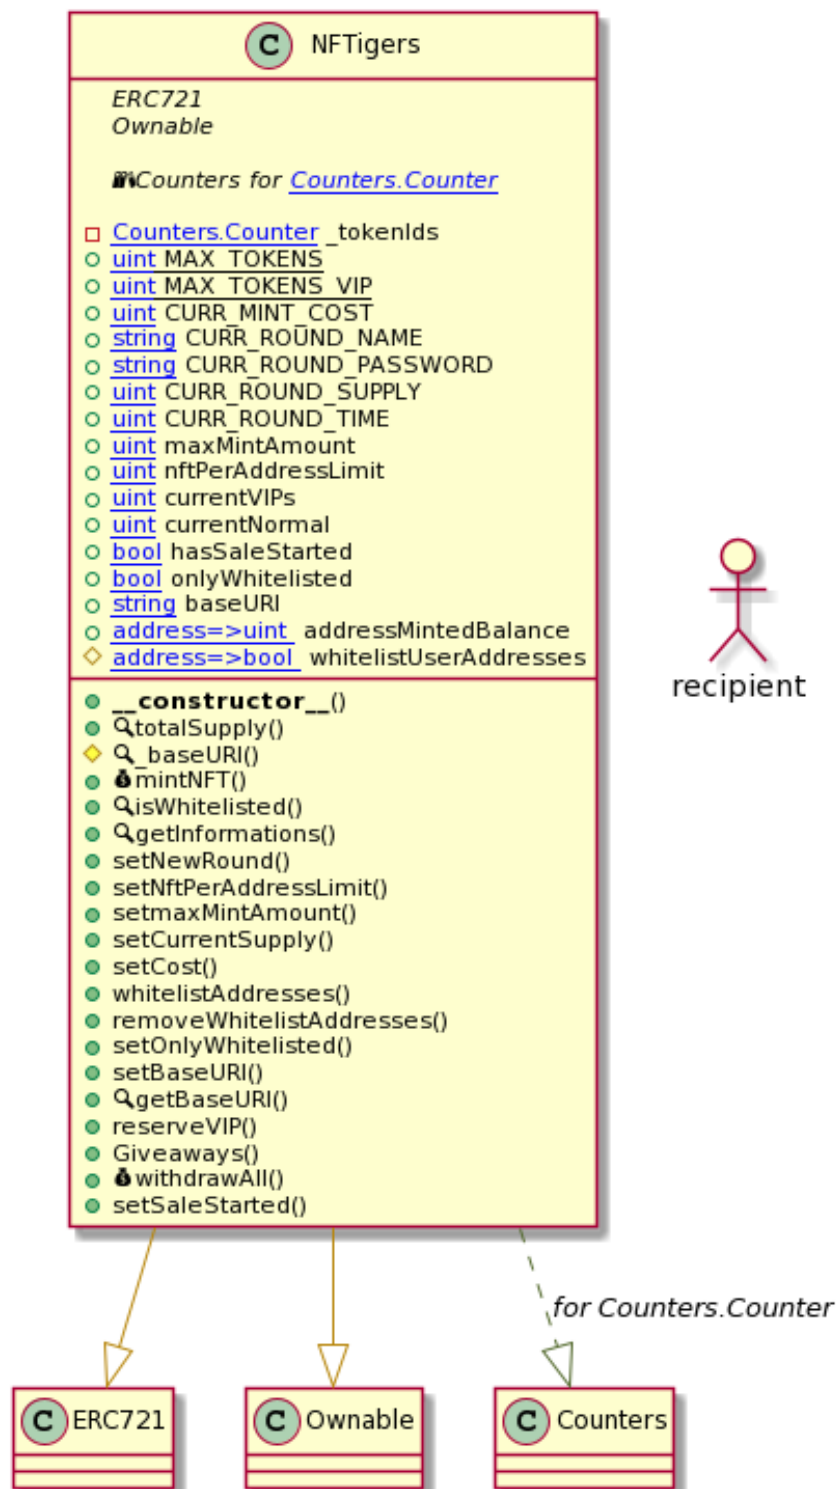 C NFTigers
ERC721
Ownable
Counters for Counters.Counter
Counters.Counter _tokenIds
uint MAX_TOKENS
uint MAX_TOKENS_VIP
uint CURR_MINT_COST
string CURR_ROUND_NAME
string CURR_ROUND_PASSWORD
uint CURR_ROUND_SUPPLY
uint CURR_ROUND_TIME
uint maxMintAmount
uint nftPerAddressLimit
uint currentVIPs
uint currentNormal
bool hasSaleStarted
bool onlyWhitelisted
string baseURI
address=>uint addressMintedBalance
address=>bool whitelistUserAddresses
__constructor__()
totalSupply()
_baseURI()
mintNFT()
isWhitelisted()
getInformations()
setNewRound()
setNftPerAddressLimit()
setmaxMintAmount()
setCurrentSupply()
setCost()
whitelistAddresses()
removeWhitelistAddresses()
setOnlyWhitelisted()
setBaseURI()
getBaseURI()
reserveVIP()
Giveaways()
withdrawAll()
setSaleStarted()
recipient
for Counters.Counter
C ERC721
C Ownable
C Counters